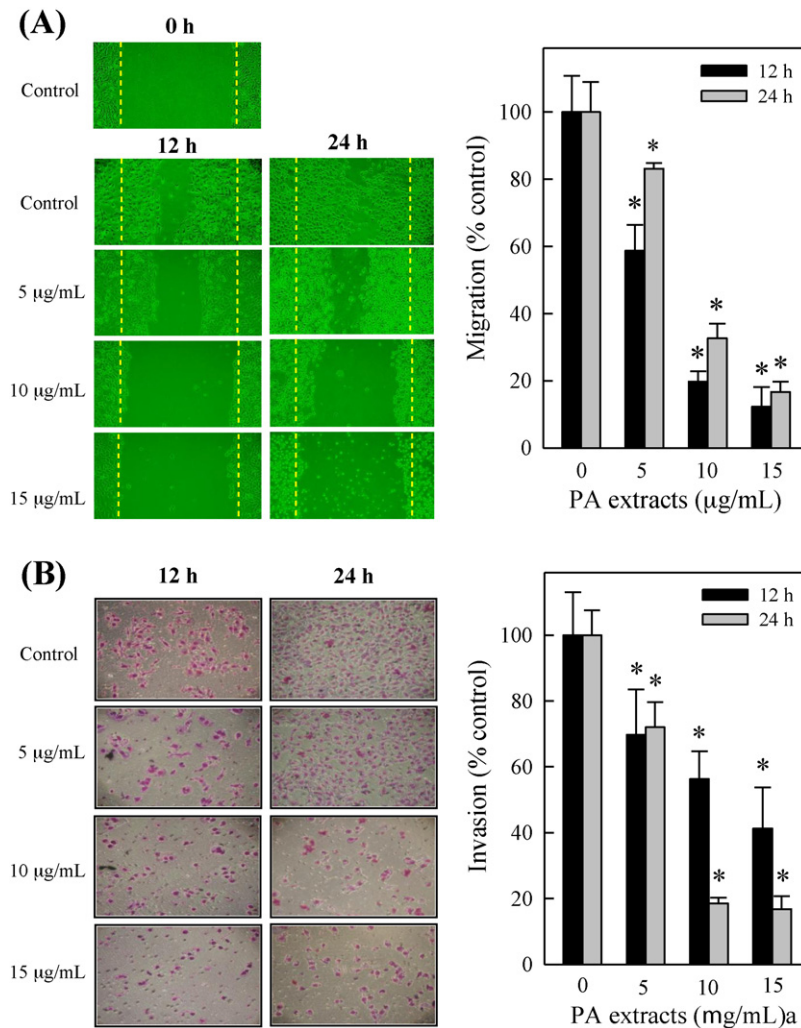 (A)
0 h
Control
12 h
24 h
Control
5 µg/mL
10 µg/mL
15 µg/mL
Migration (% control)
100
80
60
40
20
0
12 h
24 h
*
*
*
*
*
*
0
5
10
15
PA extracts (µg/mL)
(B)
12 h
24 h
Control
5 µg/mL
10 µg/mL
15 µg/mL
Invasion (% control)
100
80
60
40
20
0
12 h
24 h
*
*
*
*
*
*
0
5
10
15
PA extracts (mg/mL)a